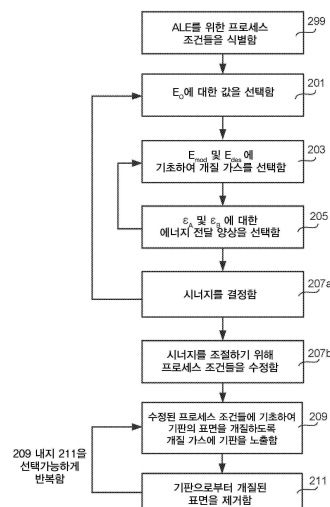 ALE를 위한 프로세스
조건들을 식별함
299
E_O에 대한 값을 선택함
201
E_mod 및 E_des 에
기초하여 개질 가스를 선택함
203
ε_A 및 ε_B 에 대한
에너지 전달 양상을 선택함
205
시너지를 결정함
207a
시너지를 조절하기 위해
프로세스 조건들을 수정함
207b
수정된 프로세스 조건들에 기초하여
기판의 표면을 개질하도록
개질 가스에 기판을 노출함
209
209 내지 211을
선택가능하게
반복함
기판으로부터 개질된
표면을 제거함
211